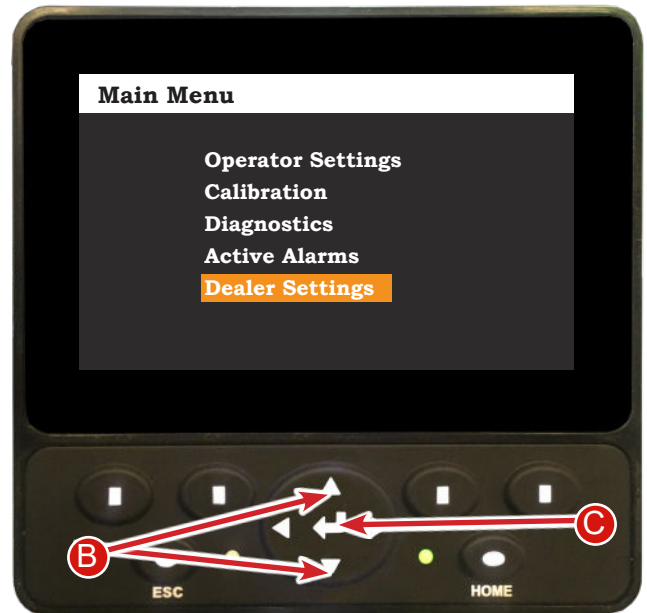 Main Menu
Operator Settings
Calibration
Diagnostics
Active Alarms
Dealer Settings
B
C
ESC
HOME